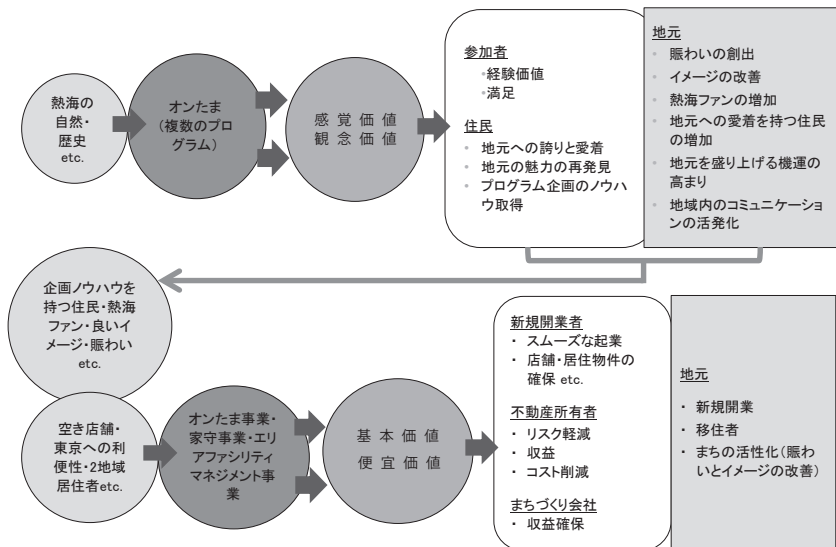 熱海の
自然・
歴史
etc.
オンたま
(複数のプロ
グラム)
感覚価値
観念価値
参加者
・経験価値
・満足
住民
・地元への誇りと愛着
・地元の魅力の再発見
・プログラム企画のノウハ
ウ取得
地元
・賑わいの創出
・イメージの改善
・熱海ファンの増加
・地元への愛着を持つ住民
の増加
・地元を盛り上げる機運の
高まり
・地域内のコミュニケーショ
ンの活発化
企画ノウハウを
持つ住民・熱海
ファン・良いイ
メージ・賑わい
etc.
空き店舗・
東京への利
便性・2地域
居住者etc.
オンたま事業・
家守事業・エリ
アファシリティ
マネジメント事
業
基本価値
便宜価値
新規開業者
・スムーズな起業
・店舗・居住物件の
確保 etc.
不動産所有者
・リスク軽減
・収益
・コスト削減
まちづくり会社
・収益確保
地元
・新規開業
・移住者
・まちの活性化(賑わ
いとイメージの改善)